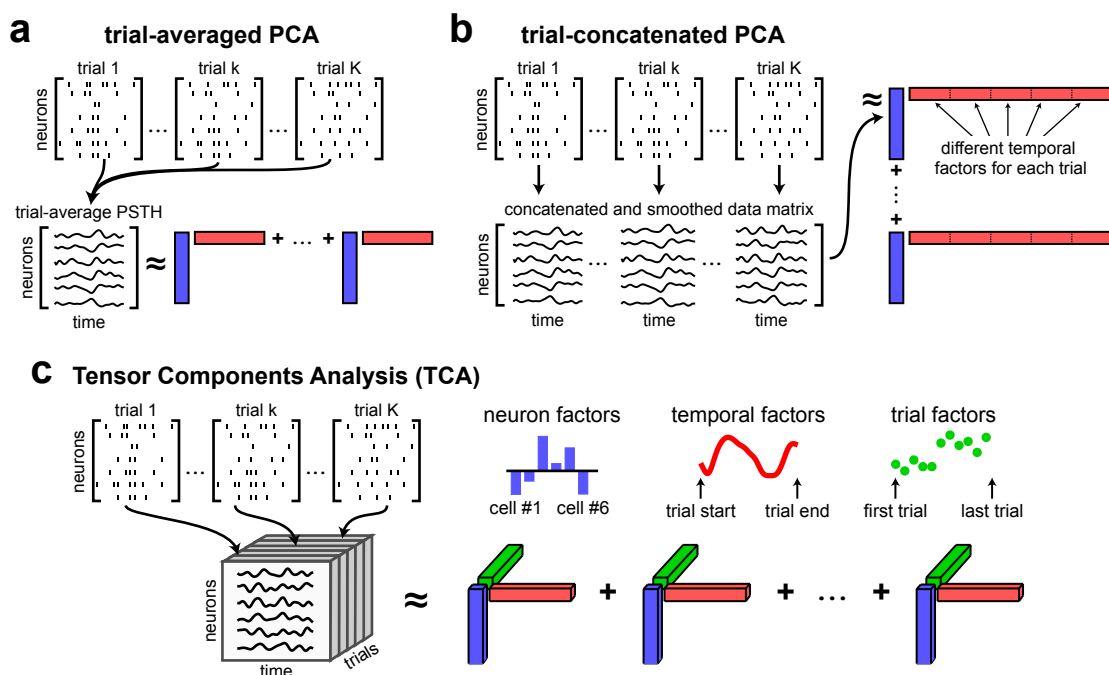 a
trial-averaged PCA
trial 1
trial k
trial K
neurons
...
...
trial-average PSTH
neurons
≈
+ ... +
time
b
trial-concatenated PCA
trial 1
trial k
trial K
neurons
...
...
concatenated and smoothed data matrix
neurons
...
...
time
time
time
≈
different temporal
factors for each trial
+
...
+
c
Tensor Components Analysis (TCA)
trial 1
trial k
trial K
neurons
...
...
neurons
time
trials
≈
neuron factors
cell #1
cell #6
temporal factors
trial start
trial end
trial factors
first trial
last trial
+
+ ... +